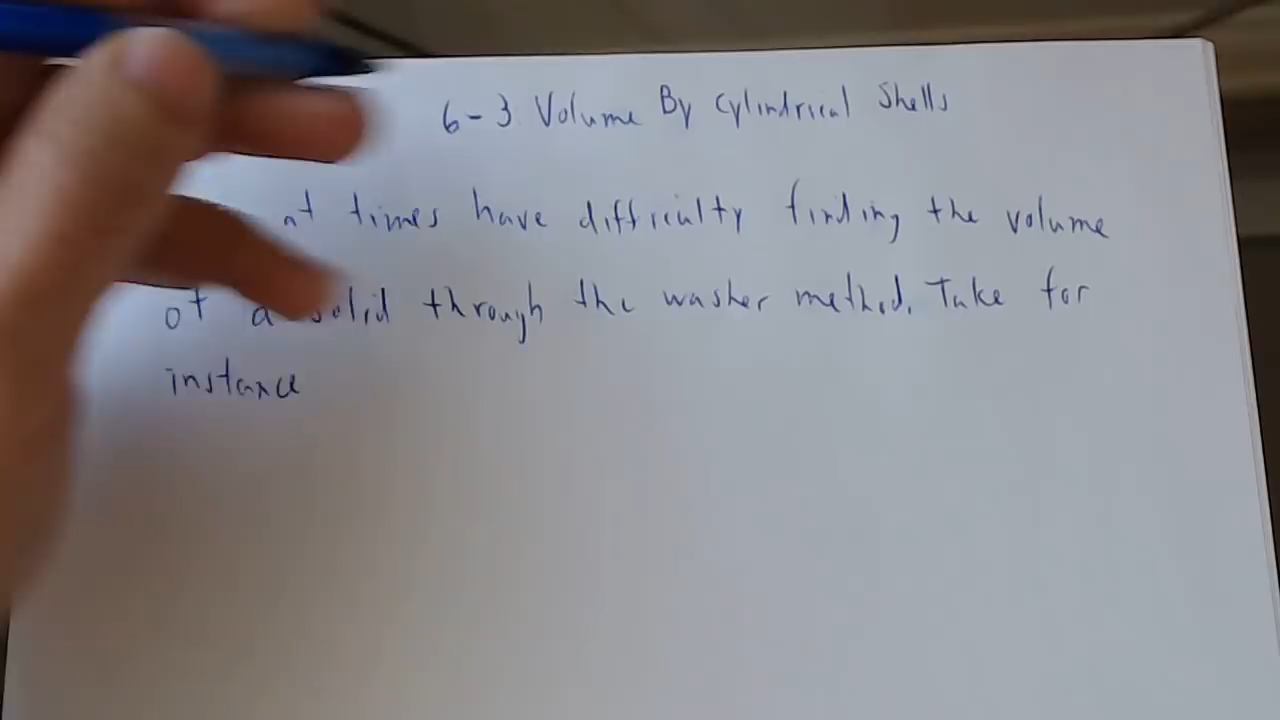 6-3 Volume By Cylindrical Shells
at times have difficulty finding the volume
of a solid through the washer method. Take for
instance